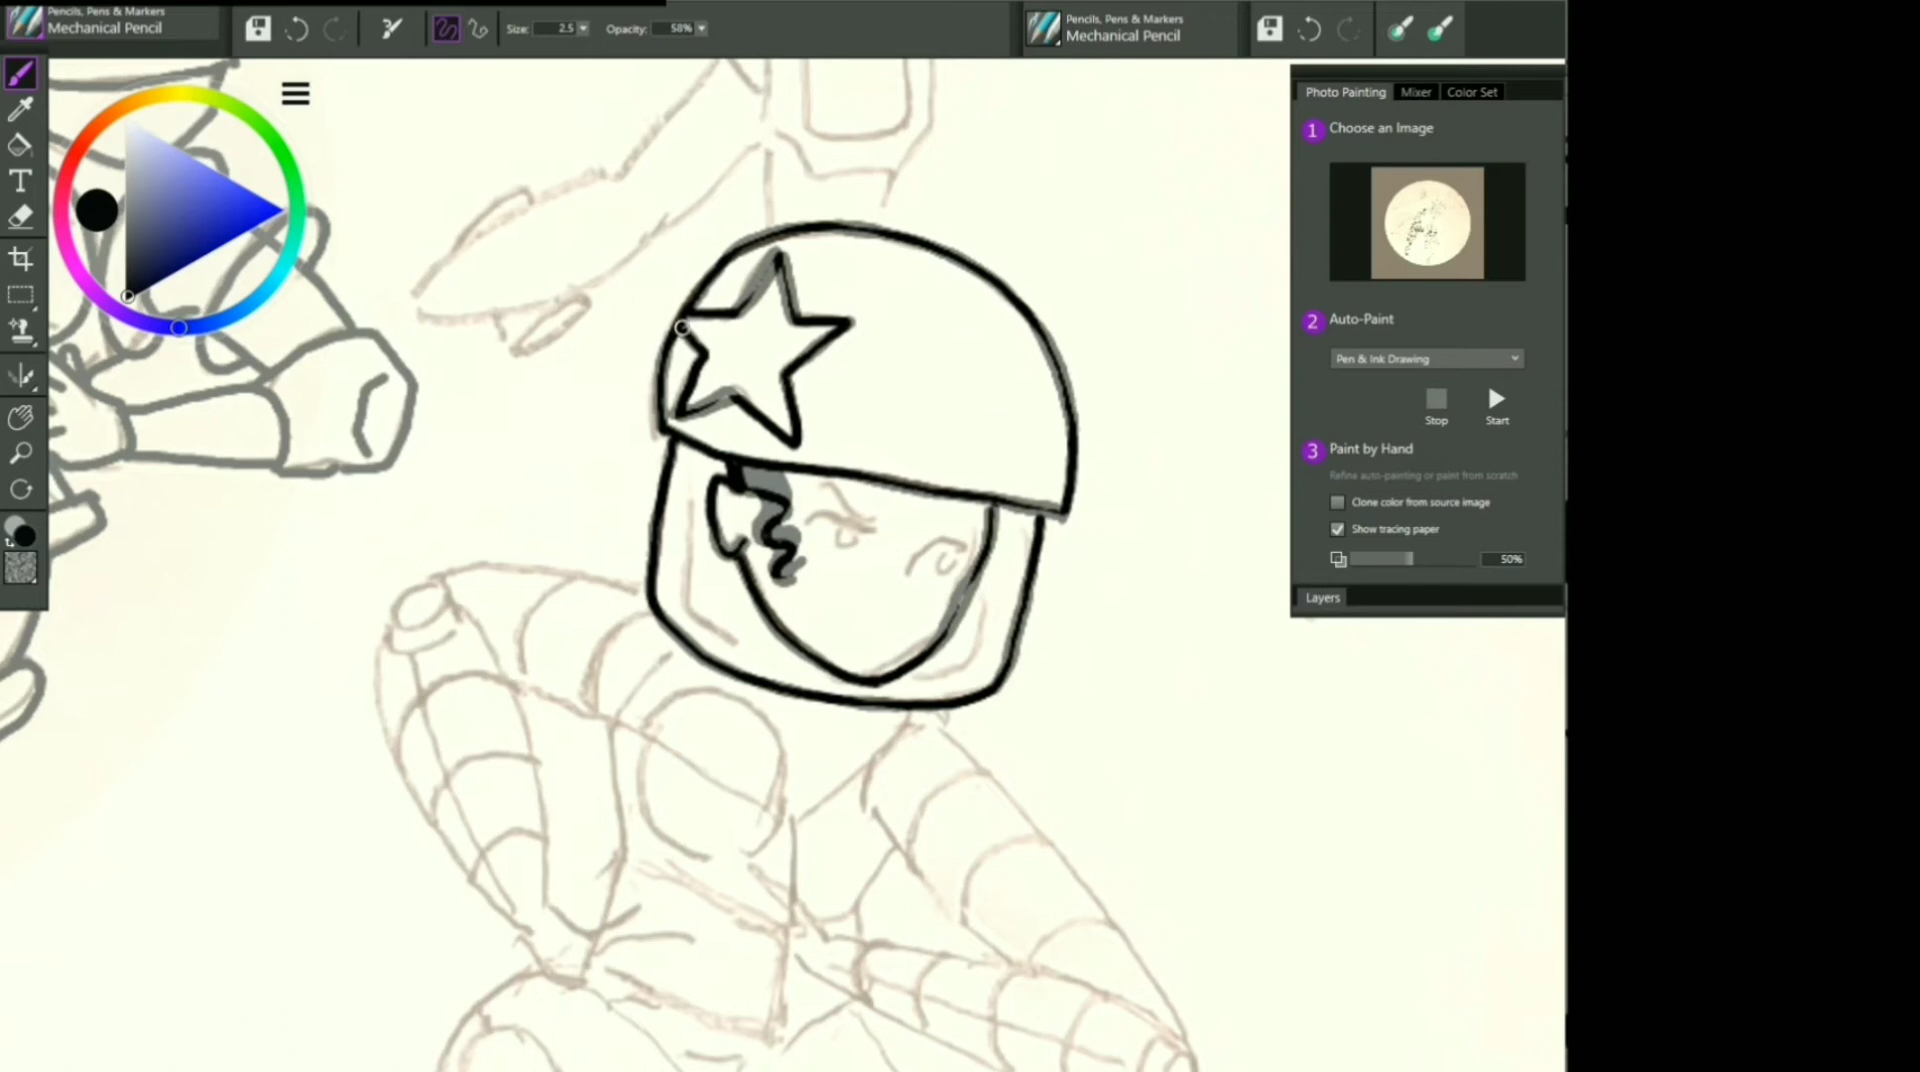 Pencils, Pens & Markers
Mechanical Pencil
Size: 2.5
Opacity: 58%
Pencils, Pens & Markers
Mechanical Pencil
Photo Painting
Mixer
Color Set
1 Choose an Image
2 Auto-Paint
Pen & Ink Drawing
Stop
Start
3 Paint by Hand
Refine auto-painting or paint from scratch
Clone color from source image
Show tracing paper
50%
Layers
T